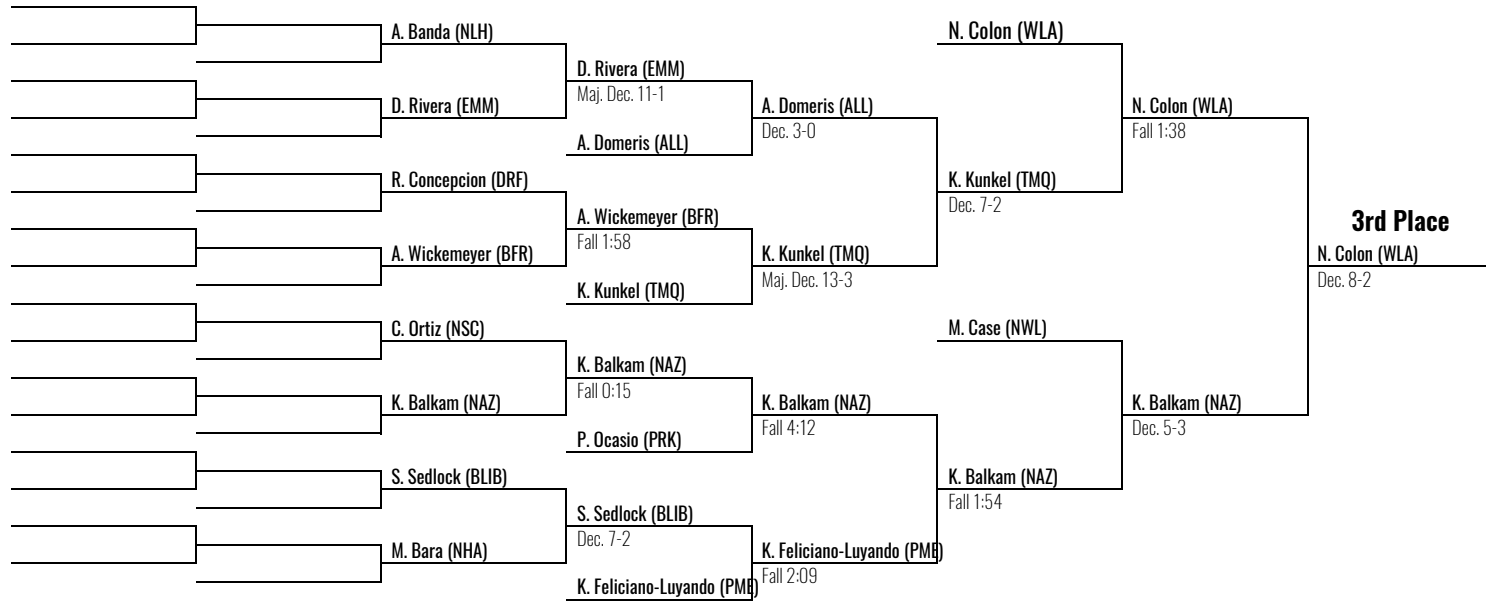 A. Banda (NLH)
N. Colon (WLA)
D. Rivera (EMM)
Maj. Dec. 11-1
D. Rivera (EMM)
A. Domeris (ALL)
Dec. 3-0
N. Colon (WLA)
Fall 1:38
A. Domeris (ALL)
R. Concepcion (DRF)
K. Kunkel (TMQ)
Dec. 7-2
A. Wickemeyer (BFR)
Fall 1:58
3rd Place
A. Wickemeyer (BFR)
K. Kunkel (TMQ)
Maj. Dec. 13-3
N. Colon (WLA)
Dec. 8-2
K. Kunkel (TMQ)
C. Ortiz (NSC)
M. Case (NWL)
K. Balkam (NAZ)
Fall 0:15
K. Balkam (NAZ)
K. Balkam (NAZ)
Fall 4:12
K. Balkam (NAZ)
Dec. 5-3
P. Ocasio (PRK)
S. Sedlock (BLIB)
K. Balkam (NAZ)
Fall 1:54
S. Sedlock (BLIB)
Dec. 7-2
M. Bara (NHA)
K. Feliciano-Luyando (PME)
Fall 2:09
K. Feliciano-Luyando (PME)